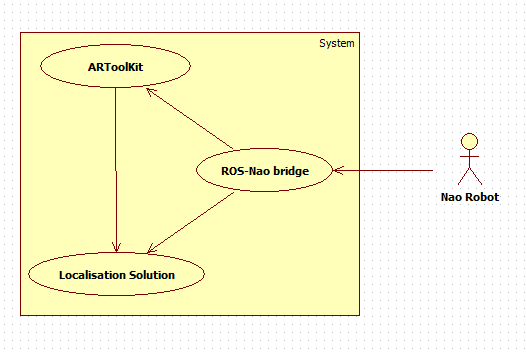 System
ARToolKit
ROS-Nao bridge
Nao Robot
Localisation Solution